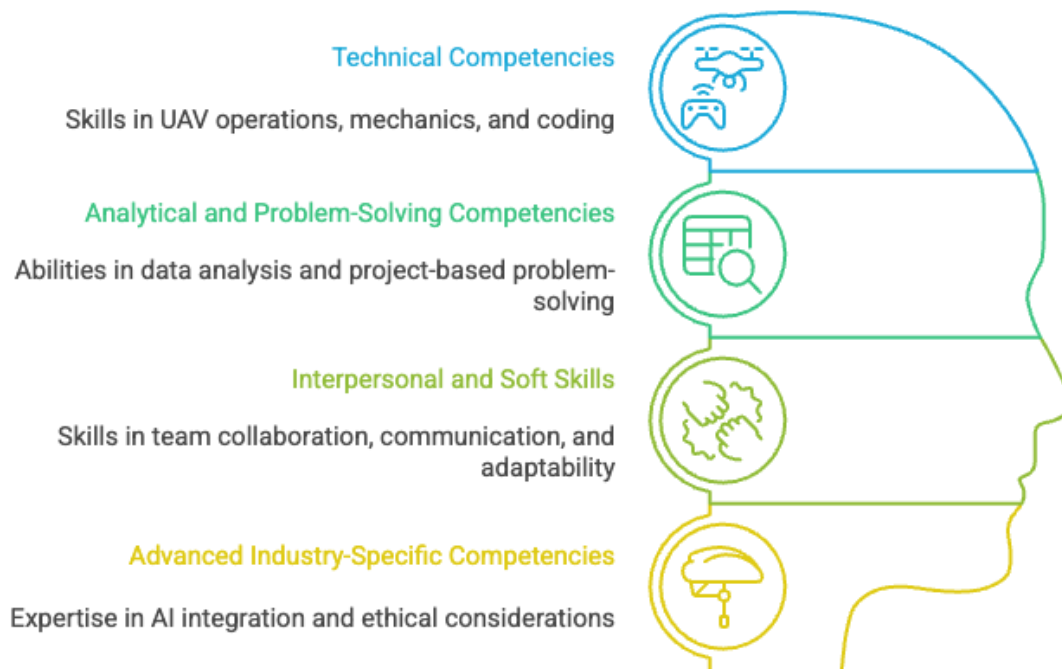 Technical Competencies
Skills in UAV operations, mechanics, and coding
Analytical and Problem-Solving Competencies
Abilities in data analysis and project-based problem-
solving
Interpersonal and Soft Skills
Skills in team collaboration, communication, and
adaptability
Advanced Industry-Specific Competencies
Expertise in AI integration and ethical considerations